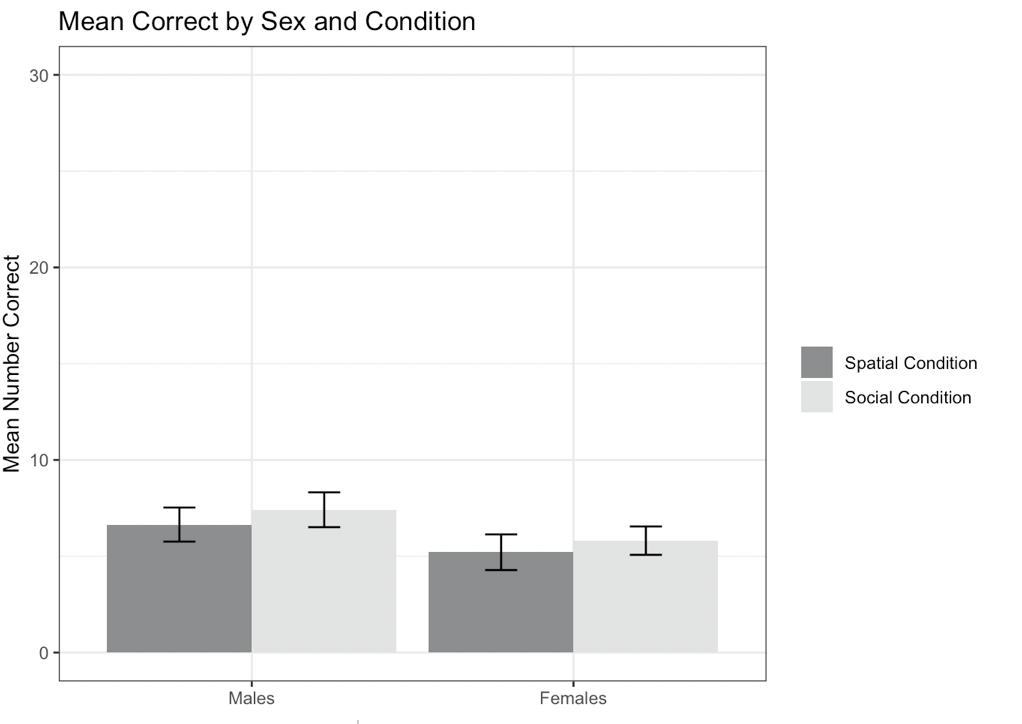 Mean Correct by Sex and Condition
30
20
10
0
Mean Number Correct
Males
Females
Spatial Condition
Social Condition